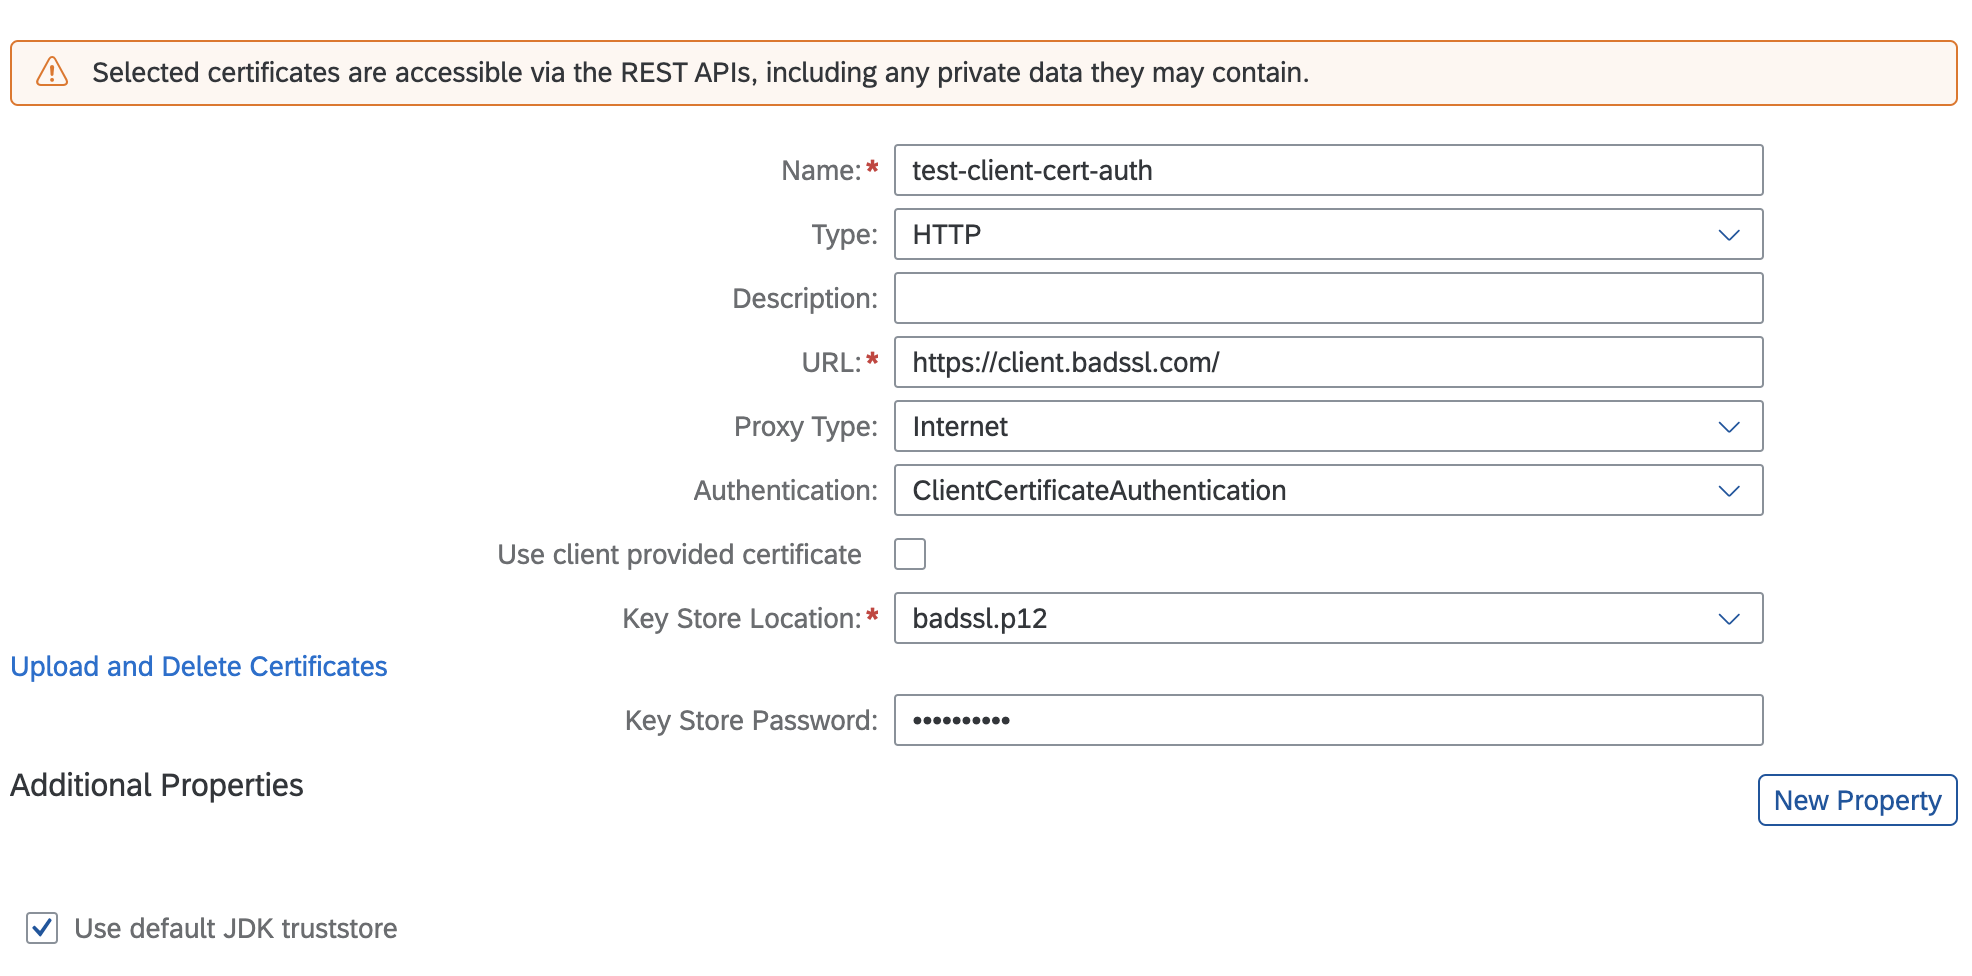 Selected certificates are accessible via the REST APIs, including any private data they may contain.
Name:* test-client-cert-auth
Type: HTTP
Description:
URL:* https://client.badssl.com/
Proxy Type: Internet
Authentication: ClientCertificateAuthentication
Use client provided certificate
Key Store Location:* badssl.p12
Upload and Delete Certificates
Key Store Password: ••••••••••
Additional Properties
New Property
Use default JDK truststore